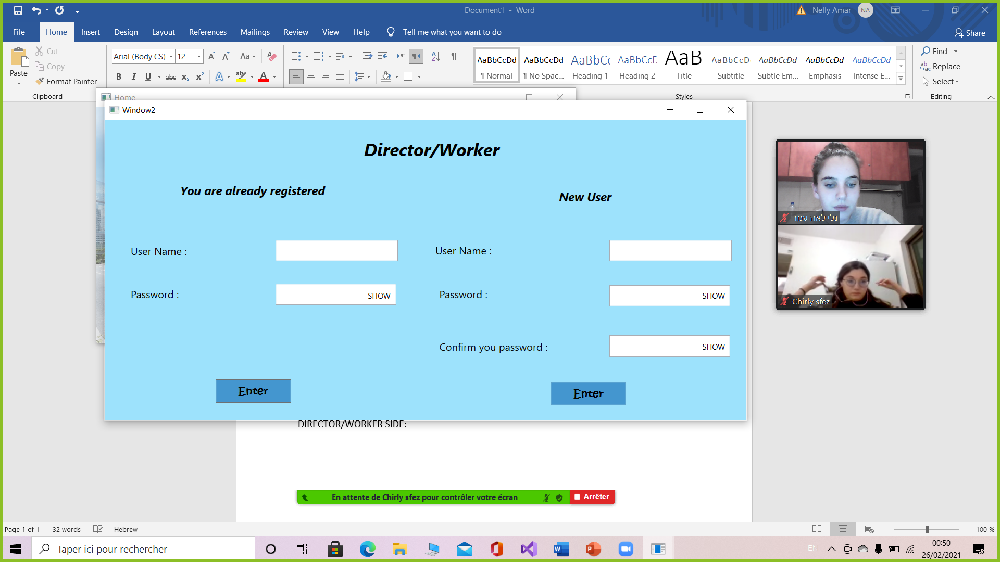 Document1 - Word
Nelly Amar
NA
File
Home
Insert
Design
Layout
References
Mailings
Review
View
Help
Tell me what you want to do
Share
Paste
Cut
Copy
Format Painter
Clipboard
Arial (Body CS)
12
AaBbCcDd
¶ Normal
AaBbCcDd
¶ No Spac...
AaBbCc
Heading 1
AaBbCcD
Heading 2
AaB
Title
AaBbCcD
Subtitle
AaBbCcDd
Subtle Em...
AaBbCcDd
Emphasis
AaBbCcDd
Intense E...
Styles
Find
Replace
Select
Editing
Home
Window2
Director/Worker
You are already registered
New User
User Name :
User Name :
Password :
SHOW
Password :
SHOW
Confirm you password :
SHOW
Enter
Enter
נלי לאה עמר
Chirly sfez
DIRECTOR/WORKER SIDE:
En attente de Chirly sfez pour contrôler votre écran
Arrêter
Page 1 of 1
32 words
Hebrew
100 %
Taper ici pour rechercher
EN
00:50
26/02/2021